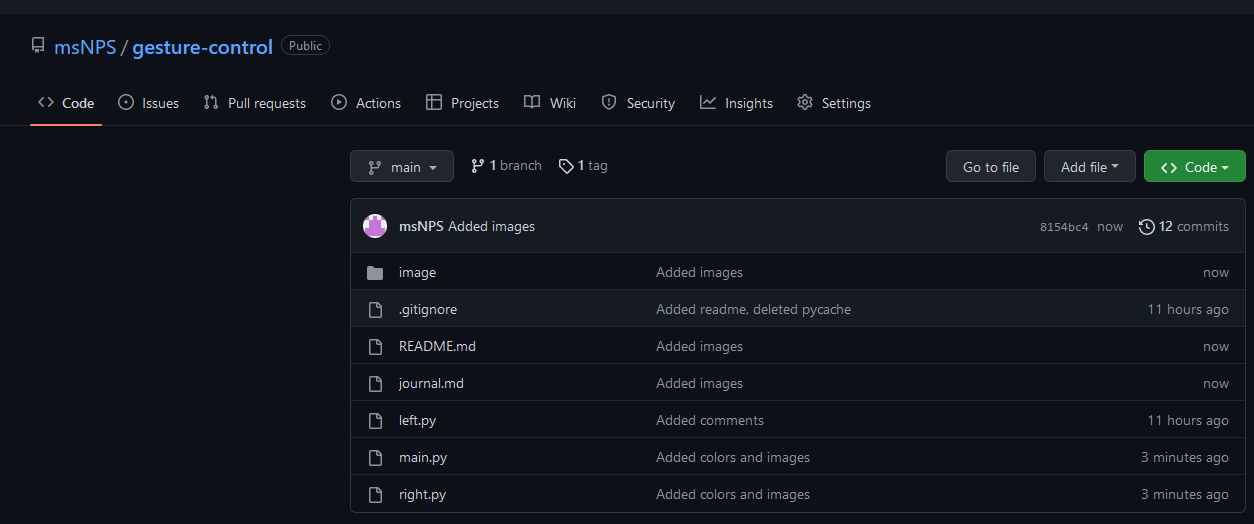 msNPS / gesture-control Public
Code Issues Pull requests Actions Projects Wiki Security Insights Settings
main 1 branch 1 tag Go to file Add file Code
msNPS Added images 8154bc4 now 12 commits
image Added images now
.gitignore Added readme, deleted pycache 11 hours ago
README.md Added images now
journal.md Added images now
left.py Added comments 11 hours ago
main.py Added colors and images 3 minutes ago
right.py Added colors and images 3 minutes ago